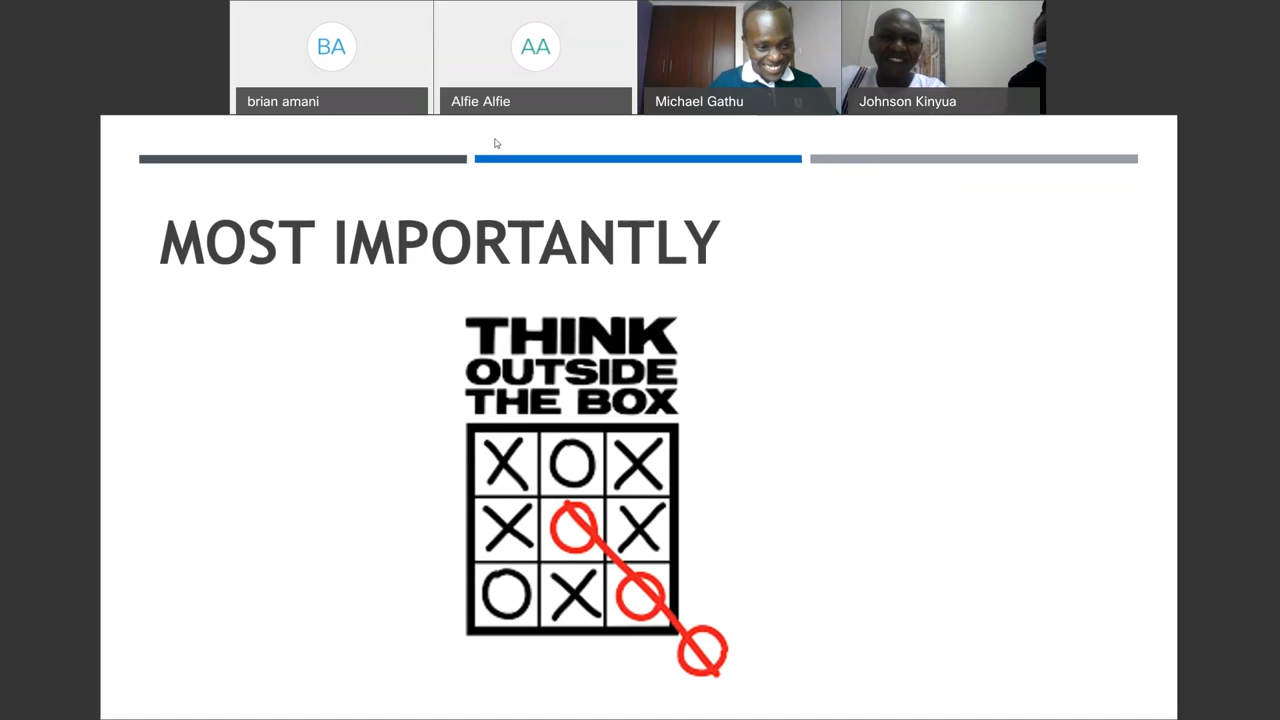 BA
AA
brian amani
Alfie Alfie
Michael Gathu
Johnson Kinyua
MOST IMPORTANTLY
THINK
OUTSIDE
THE BOX
X O X
X O X
O X O
O